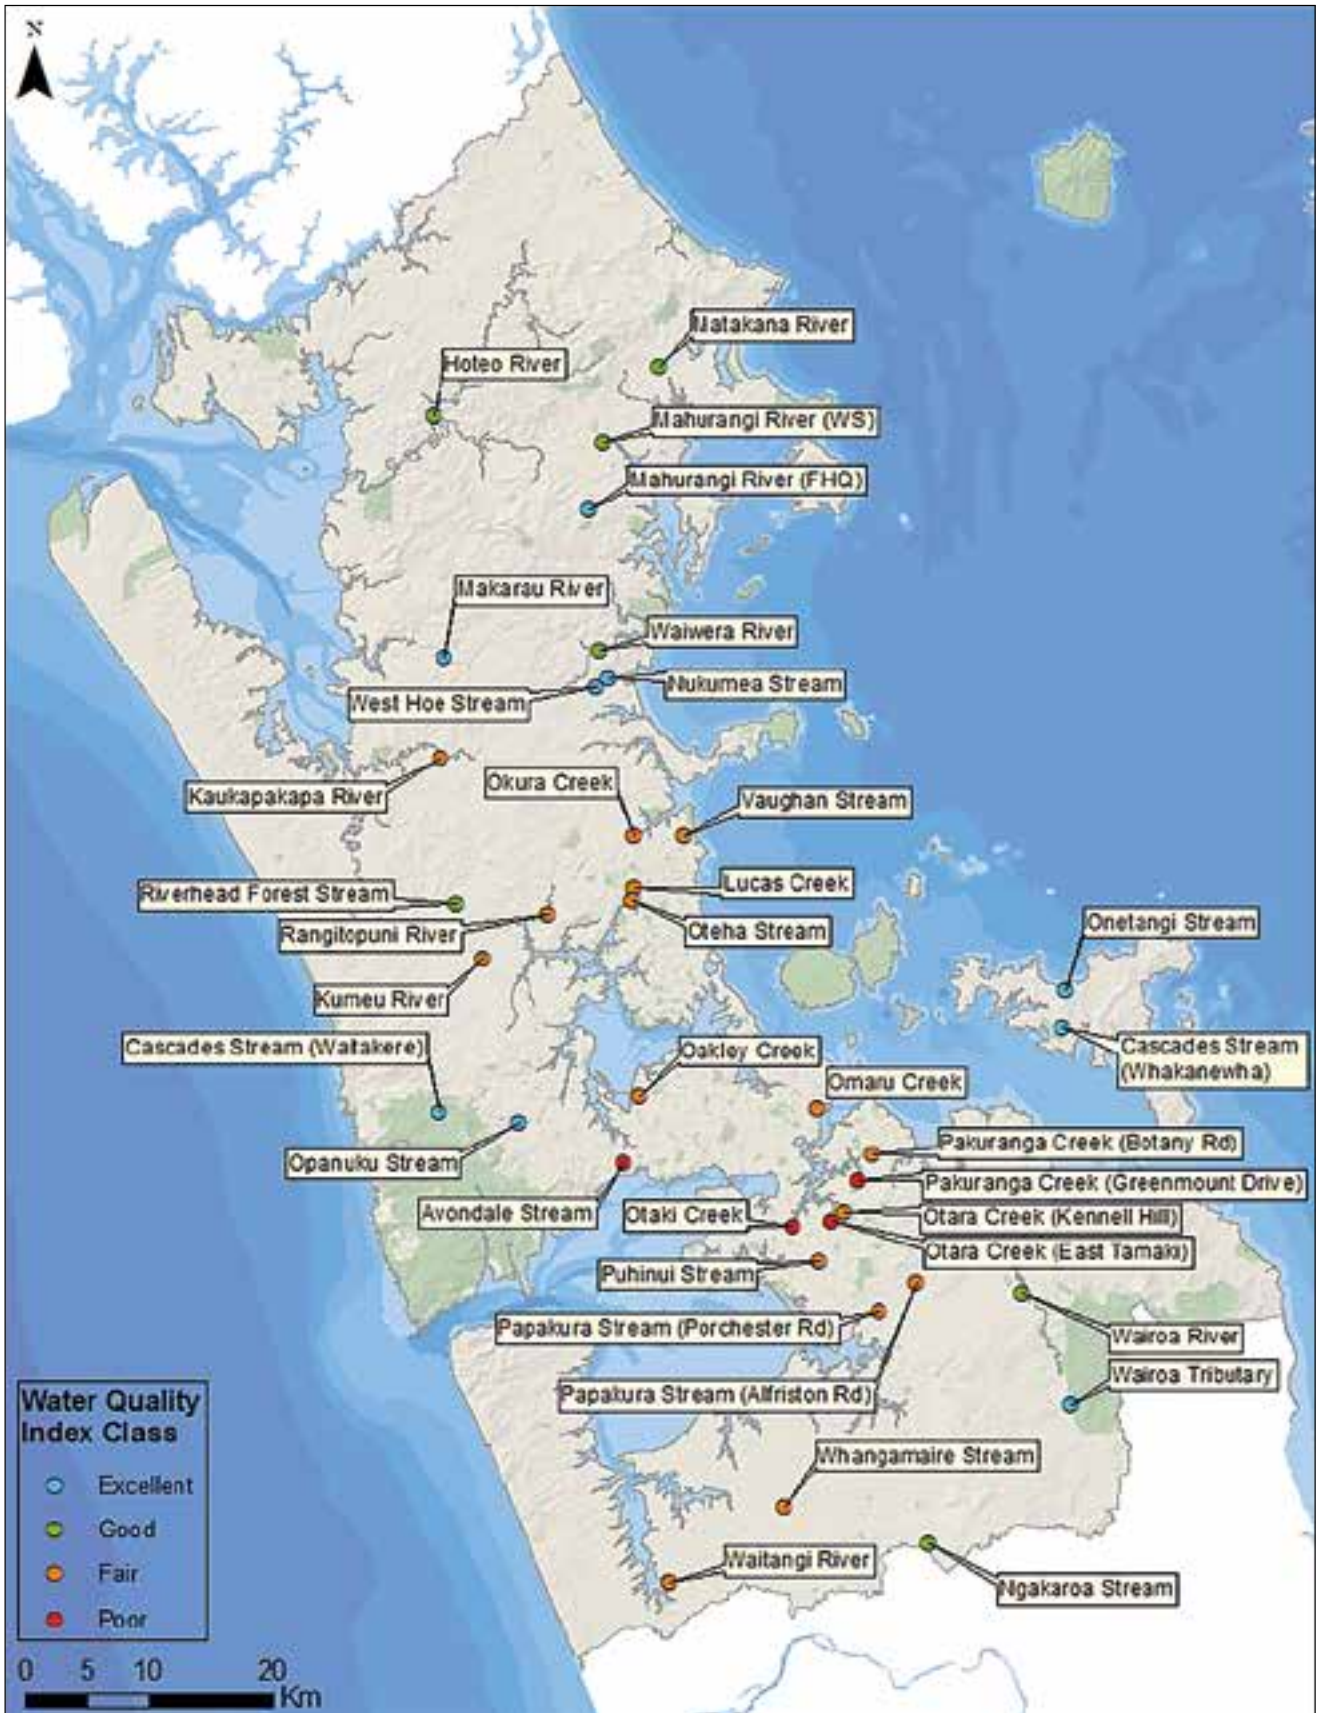 N
Matakana River
Hoteo River
Mahurangi River (WS)
Mahurangi River (FHQ)
Makarau River
Waiwera River
Nukumea Stream
West Hoe Stream
Okura Creek
Kaukapakapa River
Vaughan Stream
Lucas Creek
Riverhead Forest Stream
Onetangi Stream
Oteha Stream
Rangitopuni River
Kumeu River
Cascades Stream (Waitakere)
Oakley Creek
Cascades Stream
(Whakanewha)
Omaru Creek
Pakuranga Creek (Botany Rd)
Opanuku Stream
Pakuranga Creek (Greenmount Drive)
Avondale Stream
Otaki Creek
Otara Creek (Kennell Hill)
Otara Creek (East Tamaki)
Puhinui Stream
Papakura Stream (Porchester Rd)
Wairoa River
Wairoa Tributary
Papakura Stream (Alfriston Rd)
Whangamaire Stream
Waitangi River
Ngakaroa Stream
Water Quality
Index Class
Excellent
Good
Fair
Poor
0 5 10 20
Km